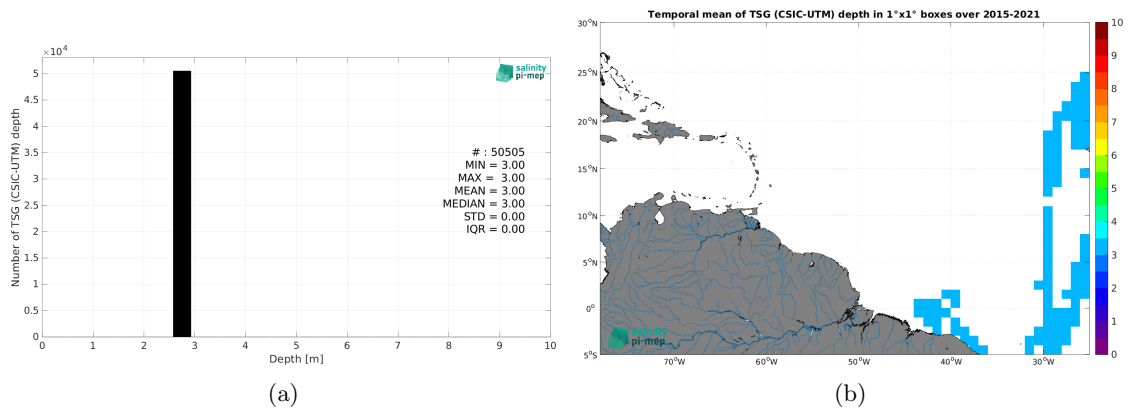 ×10⁴
5
4.5
4
3.5
3
2.5
2
1.5
1
0.5
0
Number of TSG (CSIC-UTM) depth
salinity
pi-mep
# : 50505
MIN = 3.00
MAX = 3.00
MEAN = 3.00
MEDIAN = 3.00
STD = 0.00
IQR = 0.00
0 1 2 3 4 5 6 7 8 9 10
Depth [m]
(a)
Temporal mean of TSG (CSIC-UTM) depth in 1°x1° boxes over 2015-2021
30°N
25°N
20°N
15°N
10°N
5°N
0°
5°S
salinity
pi-mep
70°W 60°W 50°W 40°W 30°W
10
9
8
7
6
5
4
3
2
1
0
(b)